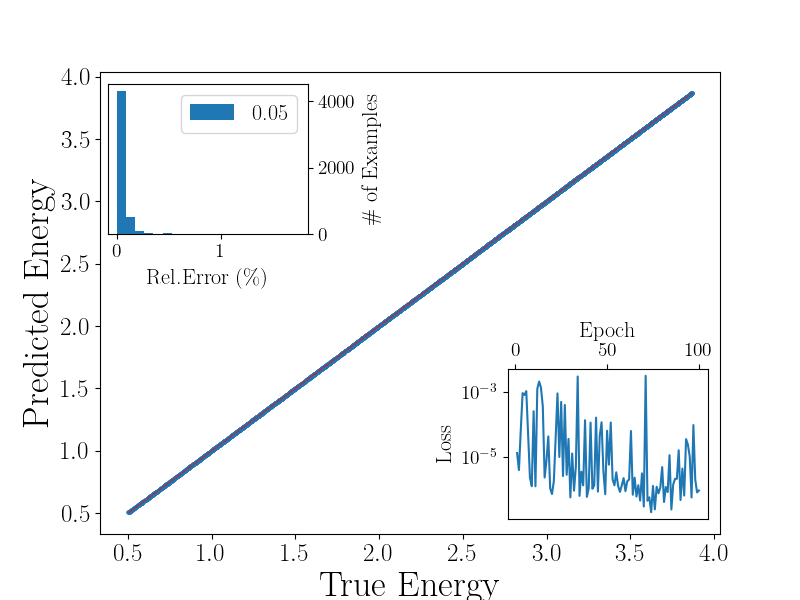 4.0
3.5
3.0
2.5
2.0
1.5
1.0
0.5
Predicted Energy
0.5 1.0 1.5 2.0 2.5 3.0 3.5 4.0
True Energy
0.05
4000
2000
0
# of Examples
0 1
Rel.Error (%)
Epoch
0 50 100
10⁻³
10⁻⁵
Loss